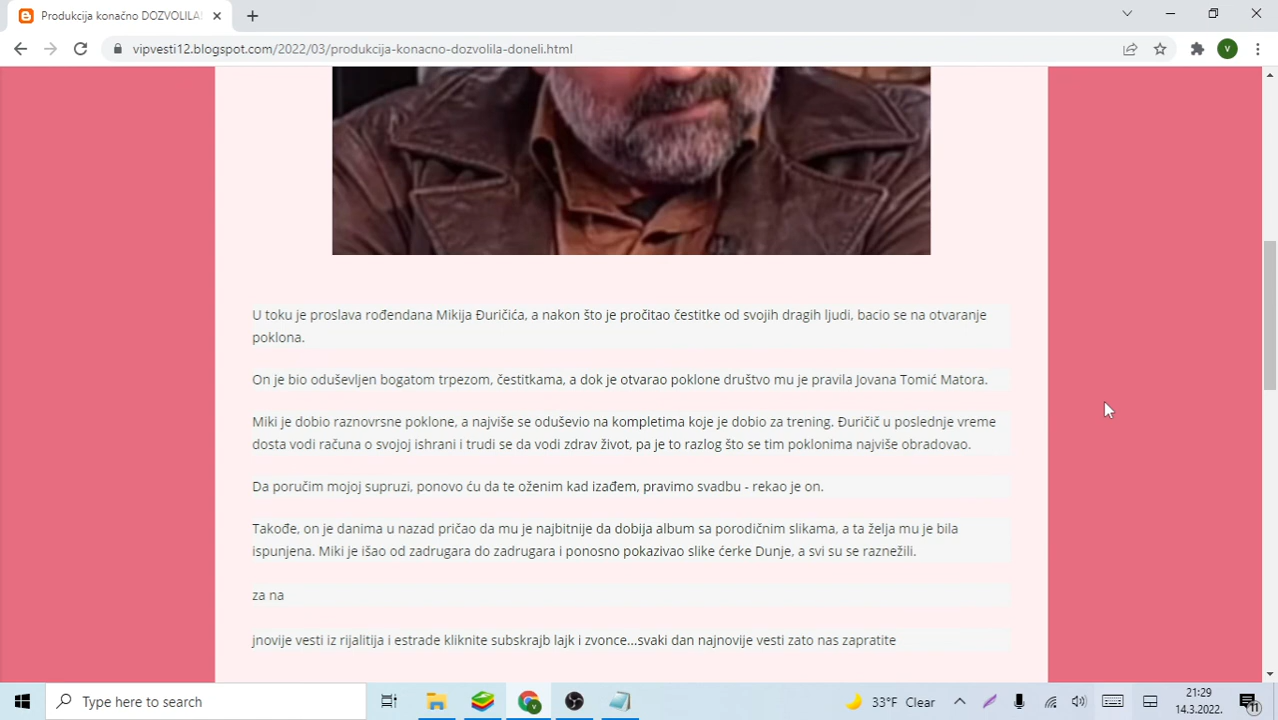 Produkcija konačno DOZVOLILA!
vipvesti12.blogspot.com/2022/03/produkcija-konacno-dozvolila-doneli.html
V
U toku je proslava rođendana Mikija Đuričića, a nakon što je pročitao čestitke od svojih dragih ljudi, bacio se na otvaranje
poklona.
On je bio oduševljen bogatom trpezom, čestitkama, a dok je otvarao poklone društvo mu je pravila Jovana Tomić Matora.
Miki je dobio raznovrsne poklone, a najviše se oduševio na kompletima koje je dobio za trening. Đuričič u poslednje vreme
dosta vodi računa o svojoj ishrani i trudi se da vodi zdrav život, pa je to razlog što se tim poklonima najviše obradovao.
Da poručim mojoj supruzi, ponovo ću da te oženim kad izađem, pravimo svadbu - rekao je on.
Takođe, on je danima u nazad pričao da mu je najbitnije da dobija album sa porodičnim slikama, a ta želja mu je bila
ispunjena. Miki je išao od zadrugara do zadrugara i ponosno pokazivao slike ćerke Dunje, a svi su se raznežili.
za na
jnovije vesti iz rijalitija i estrade kliknite subskrajb lajk i zvonce...svaki dan najnovije vesti zato nas zapratite
Type here to search
33°F Clear
21:29
14.3.2022.
11